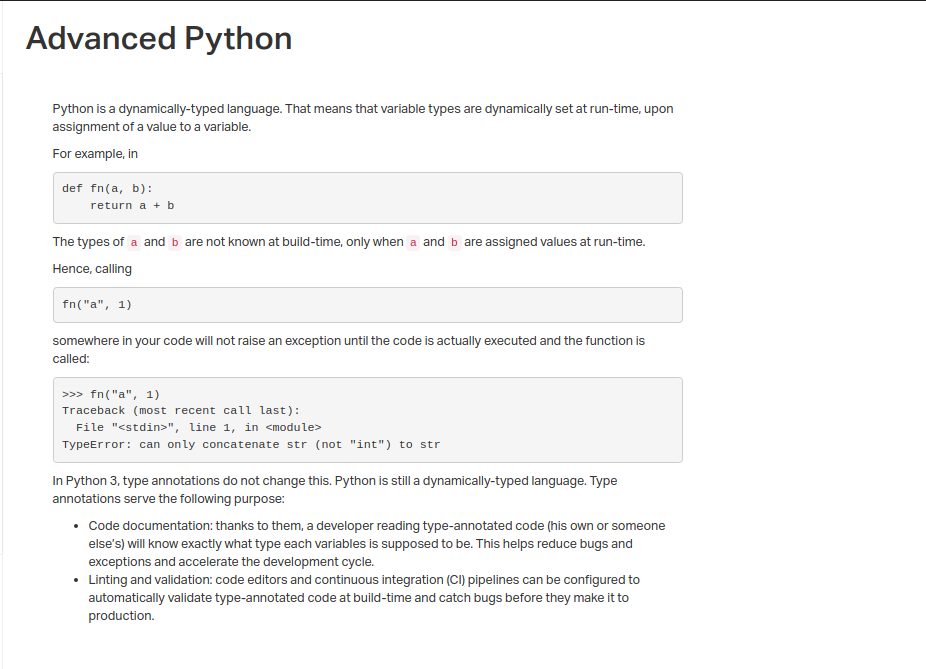 Advanced Python
Python is a dynamically-typed language. That means that variable types are dynamically set at run-time, upon
assignment of a value to a variable.
For example, in
def fn(a, b):
    return a + b
The types of a and b are not known at build-time, only when a and b are assigned values at run-time.
Hence, calling
fn("a", 1)
somewhere in your code will not raise an exception until the code is actually executed and the function is
called:
>>> fn("a", 1)
Traceback (most recent call last):
  File "<stdin>", line 1, in <module>
TypeError: can only concatenate str (not "int") to str
In Python 3, type annotations do not change this. Python is still a dynamically-typed language. Type
annotations serve the following purpose:
• Code documentation: thanks to them, a developer reading type-annotated code (his own or someone
else's) will know exactly what type each variables is supposed to be. This helps reduce bugs and
exceptions and accelerate the development cycle.
• Linting and validation: code editors and continuous integration (CI) pipelines can be configured to
automatically validate type-annotated code at build-time and catch bugs before they make it to
production.